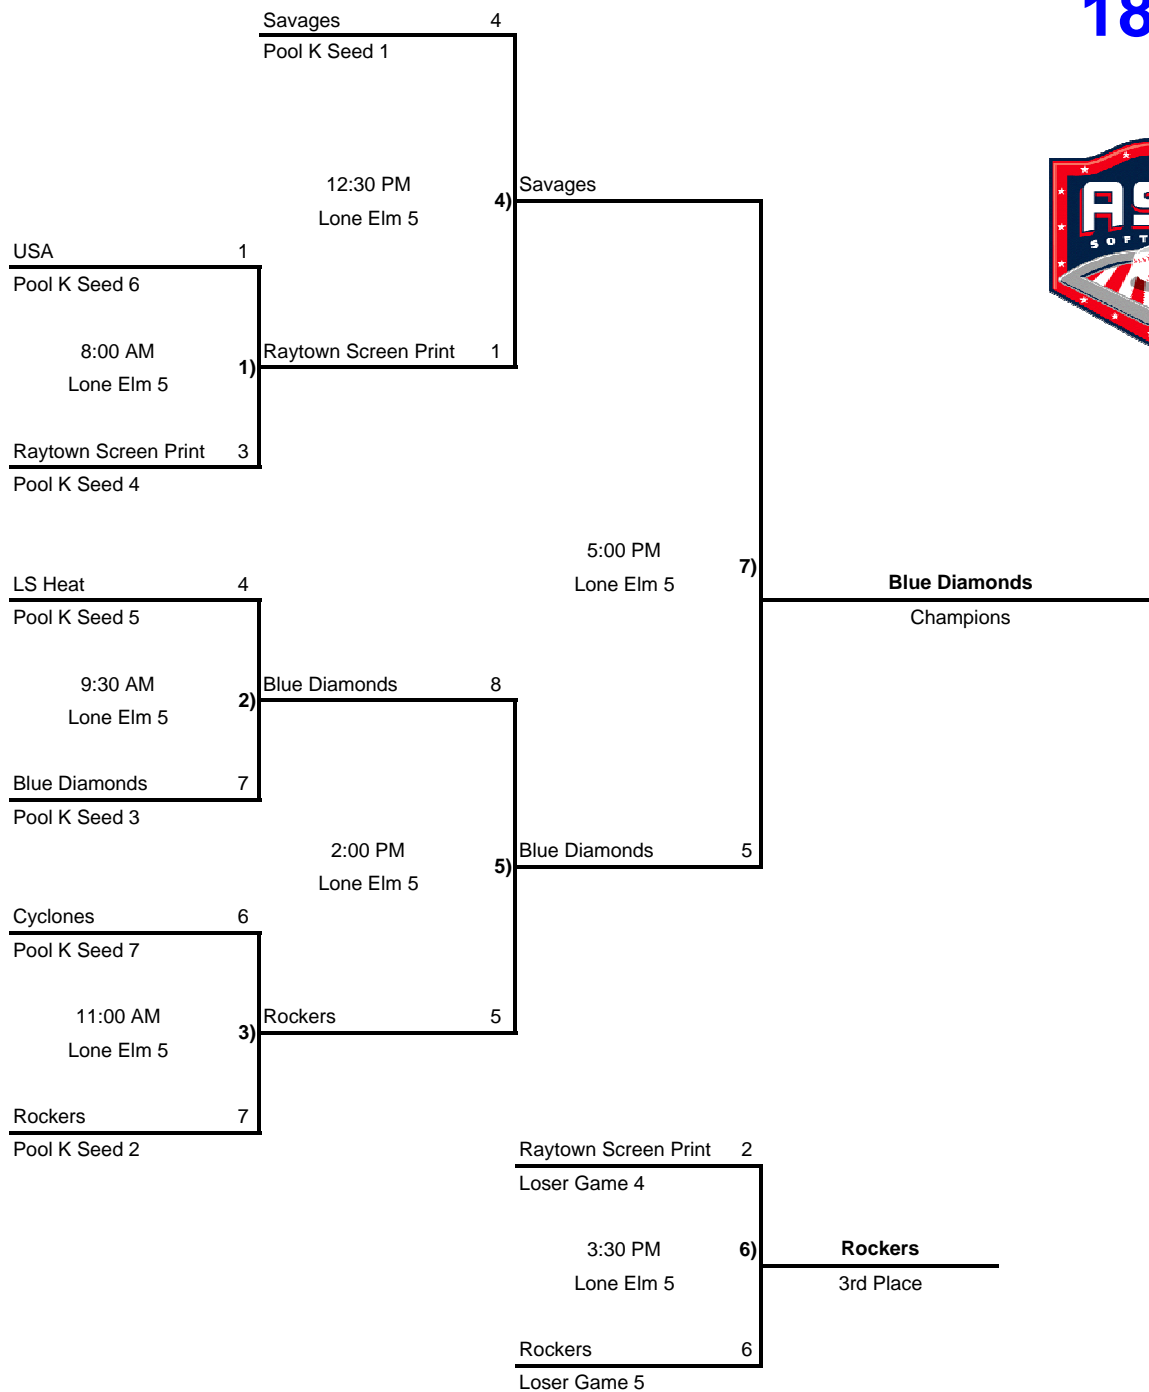 18
Savages 4
Pool K Seed 1
12:30 PM
Lone Elm 5
4)
Savages
USA 1
Pool K Seed 6
8:00 AM
Lone Elm 5
1)
Raytown Screen Print 1
Raytown Screen Print 3
Pool K Seed 4
5:00 PM
Lone Elm 5
7)
Blue Diamonds
Champions
LS Heat 4
Pool K Seed 5
9:30 AM
Lone Elm 5
2)
Blue Diamonds 8
Blue Diamonds 7
Pool K Seed 3
2:00 PM
Lone Elm 5
5)
Blue Diamonds 5
Cyclones 6
Pool K Seed 7
11:00 AM
Lone Elm 5
3)
Rockers 5
Rockers 7
Pool K Seed 2
Raytown Screen Print 2
Loser Game 4
3:30 PM
Lone Elm 5
6)
Rockers
3rd Place
Rockers 6
Loser Game 5